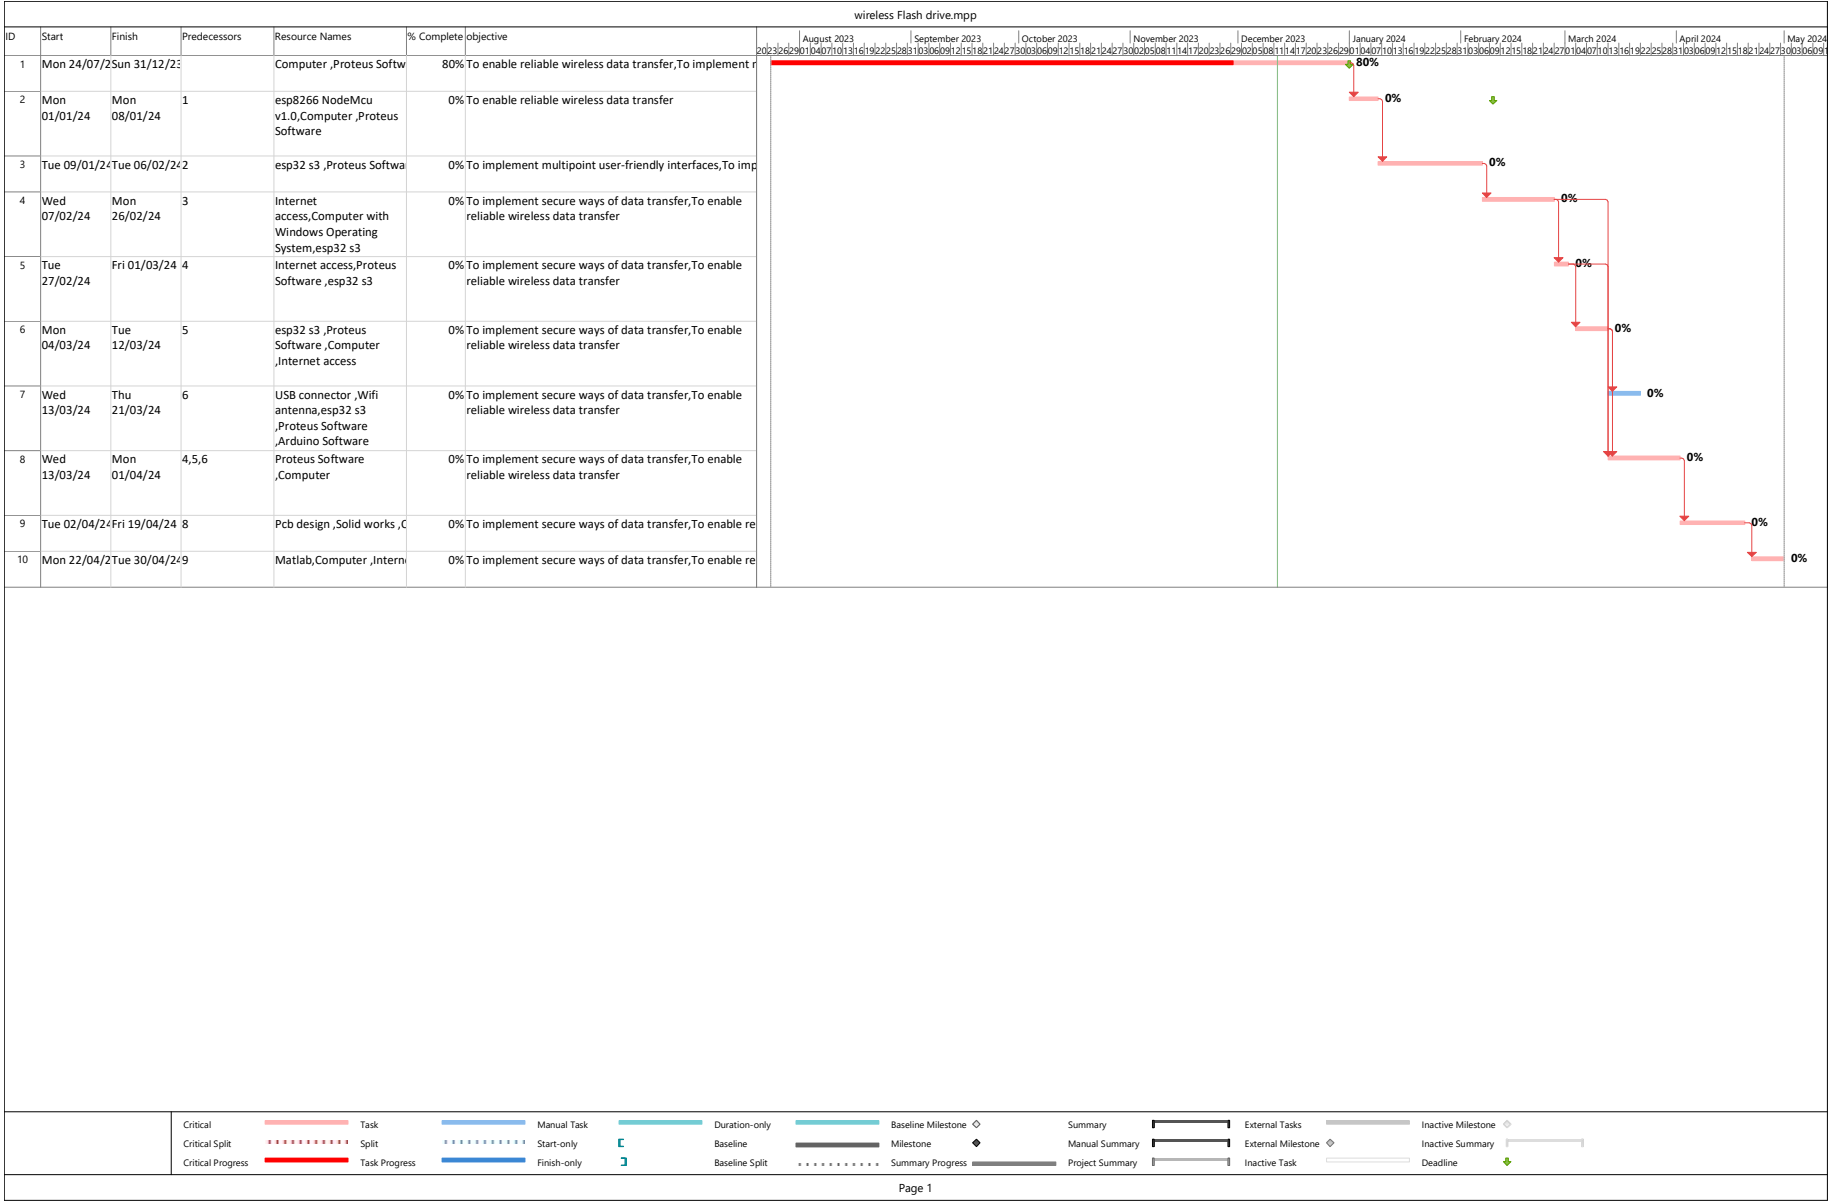 wireless Flash drive.mpp
ID Start Finish Predecessors Resource Names % Complete objective
August 2023 September 2023 October 2023 November 2023 December 2023 January 2024 February 2024 March 2024 April 2024 May 2024
1 Mon 24/07/2 Sun 31/12/23 Computer ,Proteus Softw 80% To enable reliable wireless data transfer,To implement r
80%
2 Mon Mon 1 esp8266 NodeMcu 0% To enable reliable wireless data transfer
01/01/24 08/01/24 v1.0,Computer ,Proteus
Software
0%
3 Tue 09/01/24 Tue 06/02/24 2 esp32 s3 ,Proteus Softwa 0% To implement multipoint user-friendly interfaces,To imp
0%
4 Wed Mon 3 Internet 0% To implement secure ways of data transfer,To enable
07/02/24 26/02/24 access,Computer with reliable wireless data transfer
Windows Operating
System,esp32 s3
0%
5 Tue Fri 01/03/24 4 Internet access,Proteus 0% To implement secure ways of data transfer,To enable
27/02/24 Software ,esp32 s3 reliable wireless data transfer
0%
6 Mon Tue 5 esp32 s3 ,Proteus 0% To implement secure ways of data transfer,To enable
04/03/24 12/03/24 Software ,Computer reliable wireless data transfer
,Internet access
0%
7 Wed Thu 6 USB connector ,Wifi 0% To implement secure ways of data transfer,To enable
13/03/24 21/03/24 antenna,esp32 s3 reliable wireless data transfer
,Proteus Software
,Arduino Software
0%
8 Wed Mon 4,5,6 Proteus Software 0% To implement secure ways of data transfer,To enable
13/03/24 01/04/24 ,Computer reliable wireless data transfer
0%
9 Tue 02/04/24 Fri 19/04/24 8 Pcb design ,Solid works ,C 0% To implement secure ways of data transfer,To enable re
0%
10 Mon 22/04/2 Tue 30/04/24 9 Matlab,Computer ,Intern 0% To implement secure ways of data transfer,To enable re
0%
Critical Task Manual Task Duration-only Baseline Milestone Summary External Tasks Inactive Milestone
Critical Split Split Start-only Baseline Milestone Manual Summary External Milestone Inactive Summary
Critical Progress Task Progress Finish-only Baseline Split Summary Progress Project Summary Inactive Task Deadline
Page 1